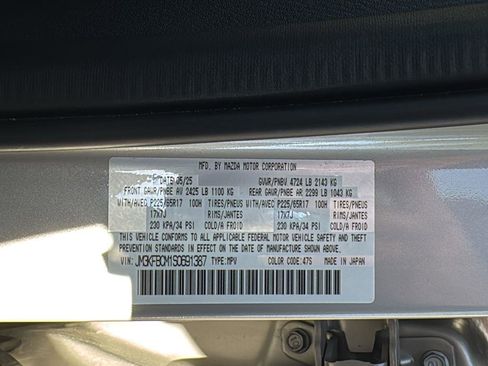 MFD. BY MAZDA MOTOR CORPORATION
DATE: 05/25 GVWR/PNBV 4724 LB 2143 KG
FRONT GAWR/PNBE AV 2425 LB 1100 KG REAR GAWR/PNBE AR 2299 LB 1043 KG
WITH/AVEC P225/65R17 100H TIRES/PNEUS WITH/AVEC P225/65R17 100H TIRES/PNEUS
17X7J RIMS/JANTES 17X7J RIMS/JANTES
230 KPA/34 PSI COLD/A FROID 230 KPA/34 PSI COLD/A FROID
THIS VEHICLE CONFORMS TO ALL APPLICABLE FEDERAL MOTOR VEHICLE SAFETY AND
THEFT PREVENTION STANDARDS IN EFFECT ON THE DATE OF MANUFACTURE
SHOWN ABOVE.
VIN: JM3KFBCM1S0691387 TYPE:MPV COLOR CODE:47S MADE IN JAPAN